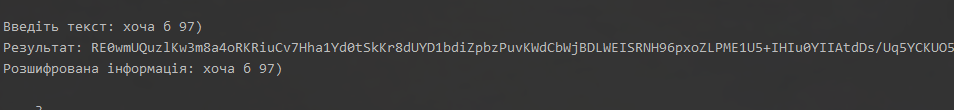 Введіть текст: хоча б 97)
Результат: RE0wmUQuzlKw3m8a4oRKRiuCv7Hha1Yd0tSkKr8dUYD1bdiZpbzPuvKWdCbWjBDLWEISRNH96pxoZLPME1U5+IHIu0YIIAtdDs/Uq5YCKUO5
Розшифрована інформація: хоча б 97)